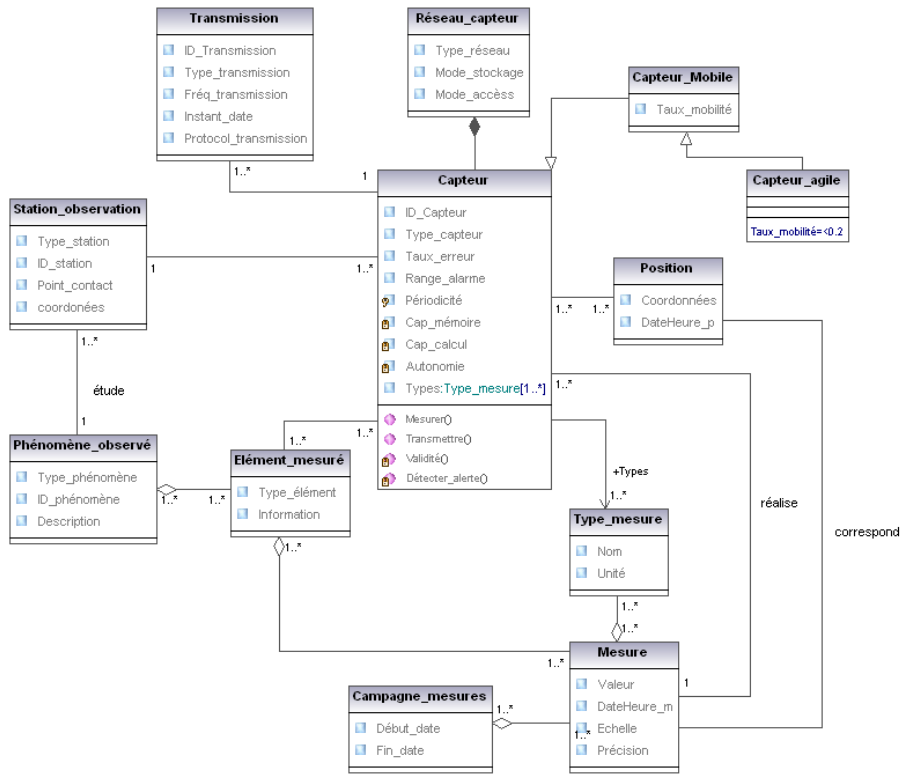 Transmission
ID_Transmission
Type_transmission
Fréq_transmission
Instant_date
Protocol_transmission
1..*
1
Réseau_capteur
Type_réseau
Mode_stockage
Mode_accèss
Capteur_Mobile
Taux_mobilité
Capteur_agile
Taux_mobilité=<0.2
Station_observation
Type_station
ID_station
Point_contact
coordonées
1
1..*
1..*
étude
1
Capteur
ID_Capteur
Type_capteur
Taux_erreur
Range_alarme
Périodicité
Cap_mémoire
Cap_calcul
Autonomie
Types:Type_mesure[1..*]
Mesurer()
Transmettre()
Validité()
Détecter_alerte()
Position
Coordonnées
DateHeure_p
1..*
1..*
1..*
Phénomène_observé
Type_phénomène
ID_phénomène
Description
1..*
1..*
Elément_mesuré
Type_élément
Information
1..*
1..*
1..*
+Types
1..*
Type_mesure
Nom
Unité
1..*
1..*
réalise
correspond
Mesure
Valeur
DateHeure_m
Echelle
Précision
1..*
1
1..*
Campagne_mesures
Début_date
Fin_date
1..*